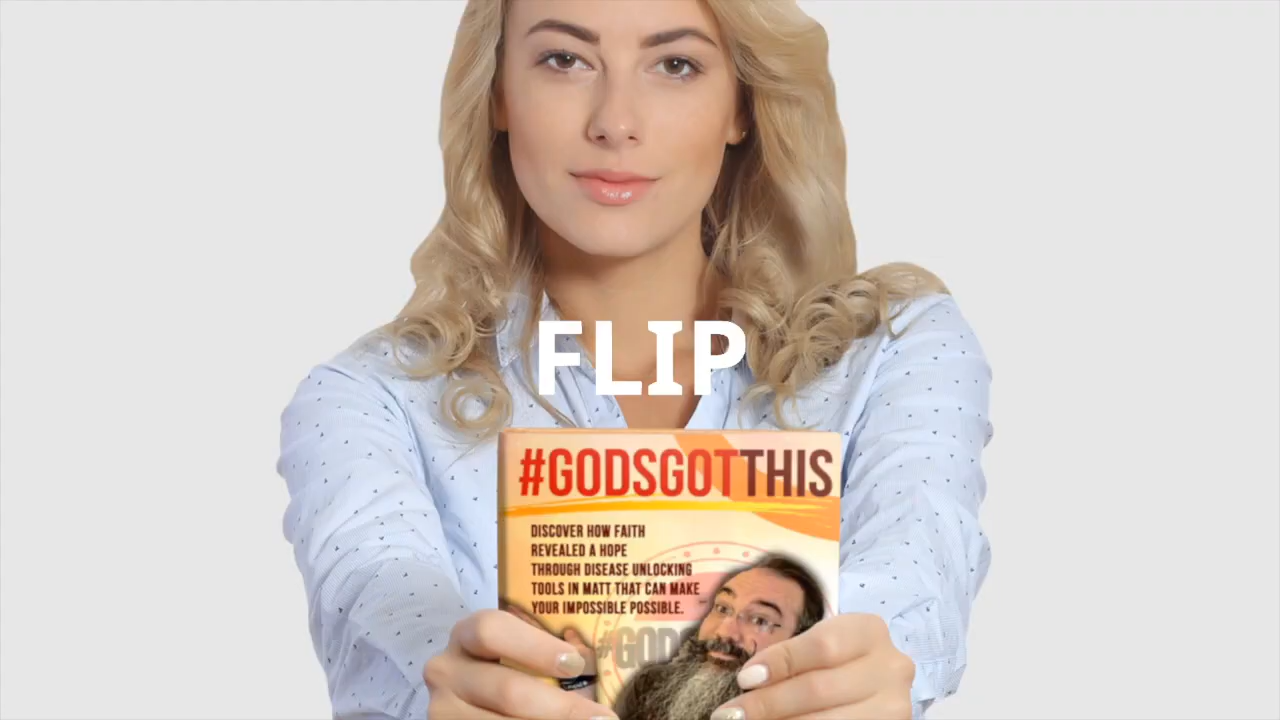 FLIP
#GODSGOTTHIS
DISCOVER HOW FAITH
REVEALED A HOPE
THROUGH DISEASE UNLOCKING
TOOLS IN MATT THAT CAN MAKE
YOUR IMPOSSIBLE POSSIBLE.
#GODS